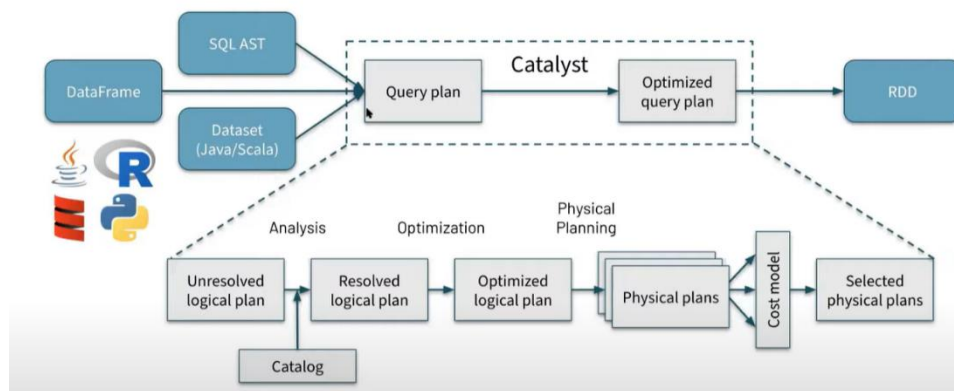 SQL AST
DataFrame
Dataset
(Java/Scala)
Catalyst
Query plan
Optimized
query plan
RDD
Java
R
Analysis
Optimization
Physical
Planning
Unresolved
logical plan
Resolved
logical plan
Optimized
logical plan
Physical plans
Cost model
Selected
physical plans
Catalog